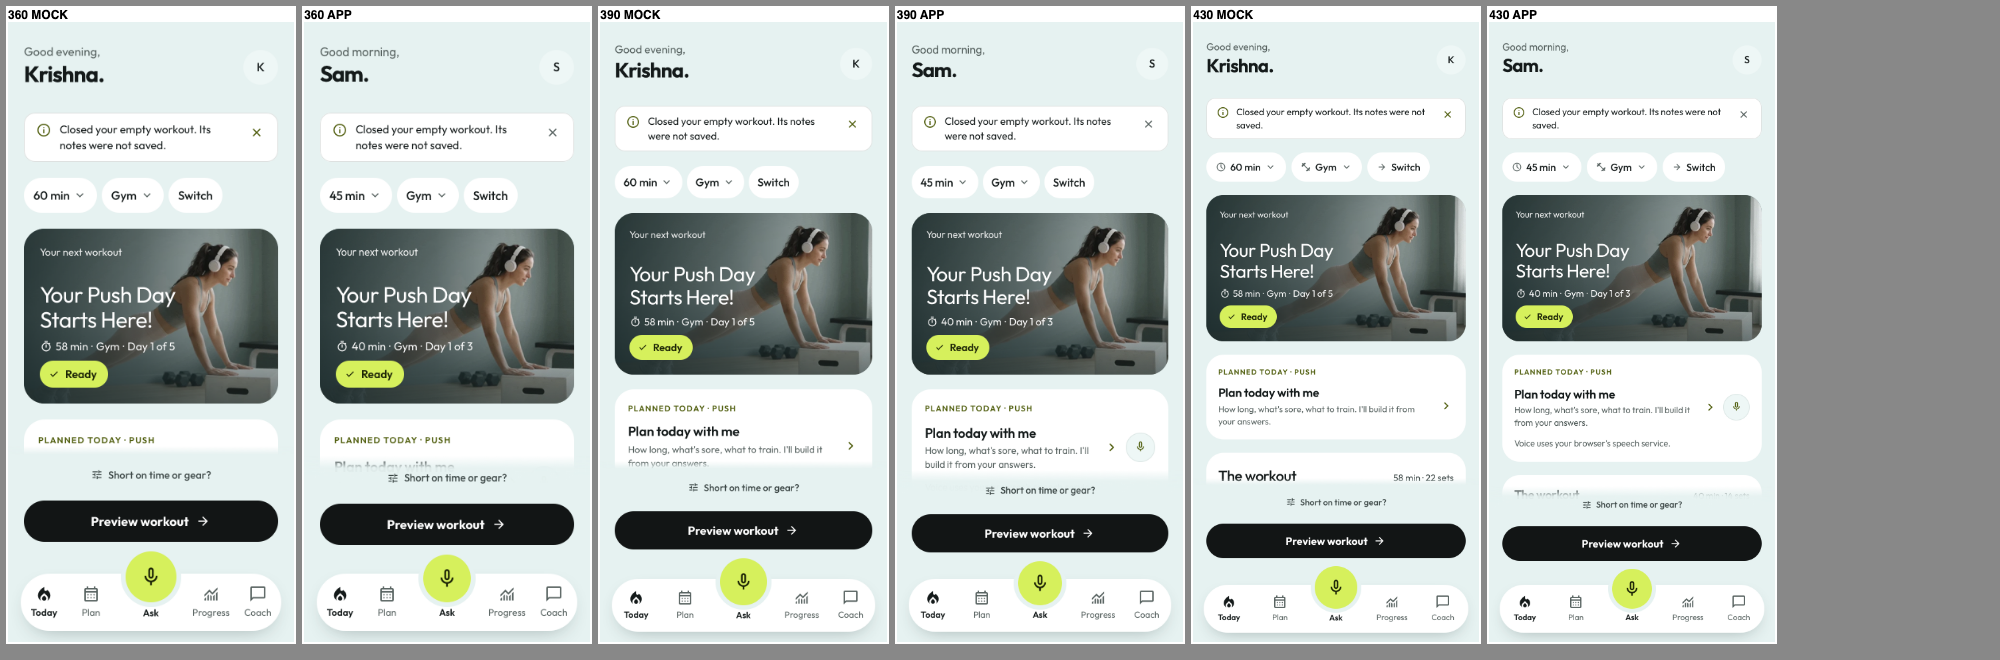 360 MOCK
Good evening,
Krishna.
K
Closed your empty workout. Its
notes were not saved.
60 min
Gym
Switch
Your next workout
Your Push Day
Starts Here!
58 min · Gym · Day 1 of 5
Ready
PLANNED TODAY · PUSH
Short on time or gear?
Preview workout
Today
Plan
Ask
Progress
Coach
360 APP
Good morning,
Sam.
S
Closed your empty workout. Its
notes were not saved.
45 min
Gym
Switch
Your next workout
Your Push Day
Starts Here!
40 min · Gym · Day 1 of 3
Ready
PLANNED TODAY · PUSH
Plan today with me
Short on time or gear?
Preview workout
Today
Plan
Ask
Progress
Coach
390 MOCK
Good evening,
Krishna.
K
Closed your empty workout. Its notes
were not saved.
60 min
Gym
Switch
Your next workout
Your Push Day
Starts Here!
58 min · Gym · Day 1 of 5
Ready
PLANNED TODAY · PUSH
Plan today with me
How long, what's sore, what to train. I'll build it
from your answers.
Short on time or gear?
Preview workout
Today
Plan
Ask
Progress
Coach
390 APP
Good morning,
Sam.
S
Closed your empty workout. Its notes
were not saved.
45 min
Gym
Switch
Your next workout
Your Push Day
Starts Here!
40 min · Gym · Day 1 of 3
Ready
PLANNED TODAY · PUSH
Plan today with me
How long, what's sore, what to train. I'll
build it from your answers.
Short on time or gear?
Preview workout
Today
Plan
Ask
Progress
Coach
430 MOCK
Good evening,
Krishna.
K
Closed your empty workout. Its notes were not
saved.
60 min
Gym
Switch
Your next workout
Your Push Day
Starts Here!
58 min · Gym · Day 1 of 5
Ready
PLANNED TODAY · PUSH
Plan today with me
How long, what's sore, what to train. I'll build it from
your answers.
The workout
58 min · 22 sets
Short on time or gear?
Preview workout
Today
Plan
Ask
Progress
Coach
430 APP
Good morning,
Sam.
S
Closed your empty workout. Its notes were not
saved.
45 min
Gym
Switch
Your next workout
Your Push Day
Starts Here!
40 min · Gym · Day 1 of 3
Ready
PLANNED TODAY · PUSH
Plan today with me
How long, what's sore, what to train. I'll build it
from your answers.
Voice uses your browser's speech service.
The workout
Short on time or gear?
Preview workout
Today
Plan
Ask
Progress
Coach